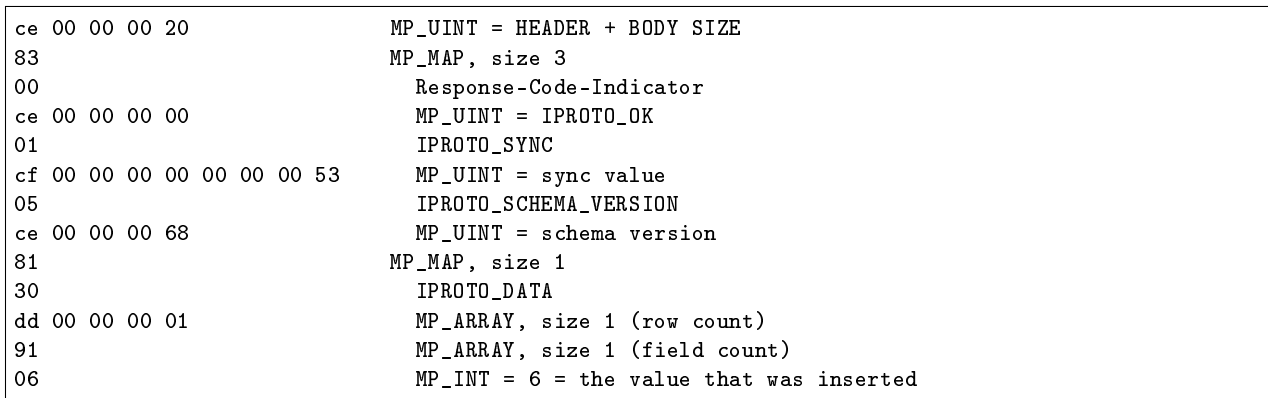 ce 00 00 00 20 MP_UINT = HEADER + BODY SIZE
83 MP_MAP, size 3
00 Response-Code-Indicator
ce 00 00 00 00 MP_UINT = IPROTO_OK
01 IPROTO_SYNC
cf 00 00 00 00 00 00 00 53 MP_UINT = sync value
05 IPROTO_SCHEMA_VERSION
ce 00 00 00 68 MP_UINT = schema version
81 MP_MAP, size 1
30 IPROTO_DATA
dd 00 00 00 01 MP_ARRAY, size 1 (row count)
91 MP_ARRAY, size 1 (field count)
06 MP_INT = 6 = the value that was inserted